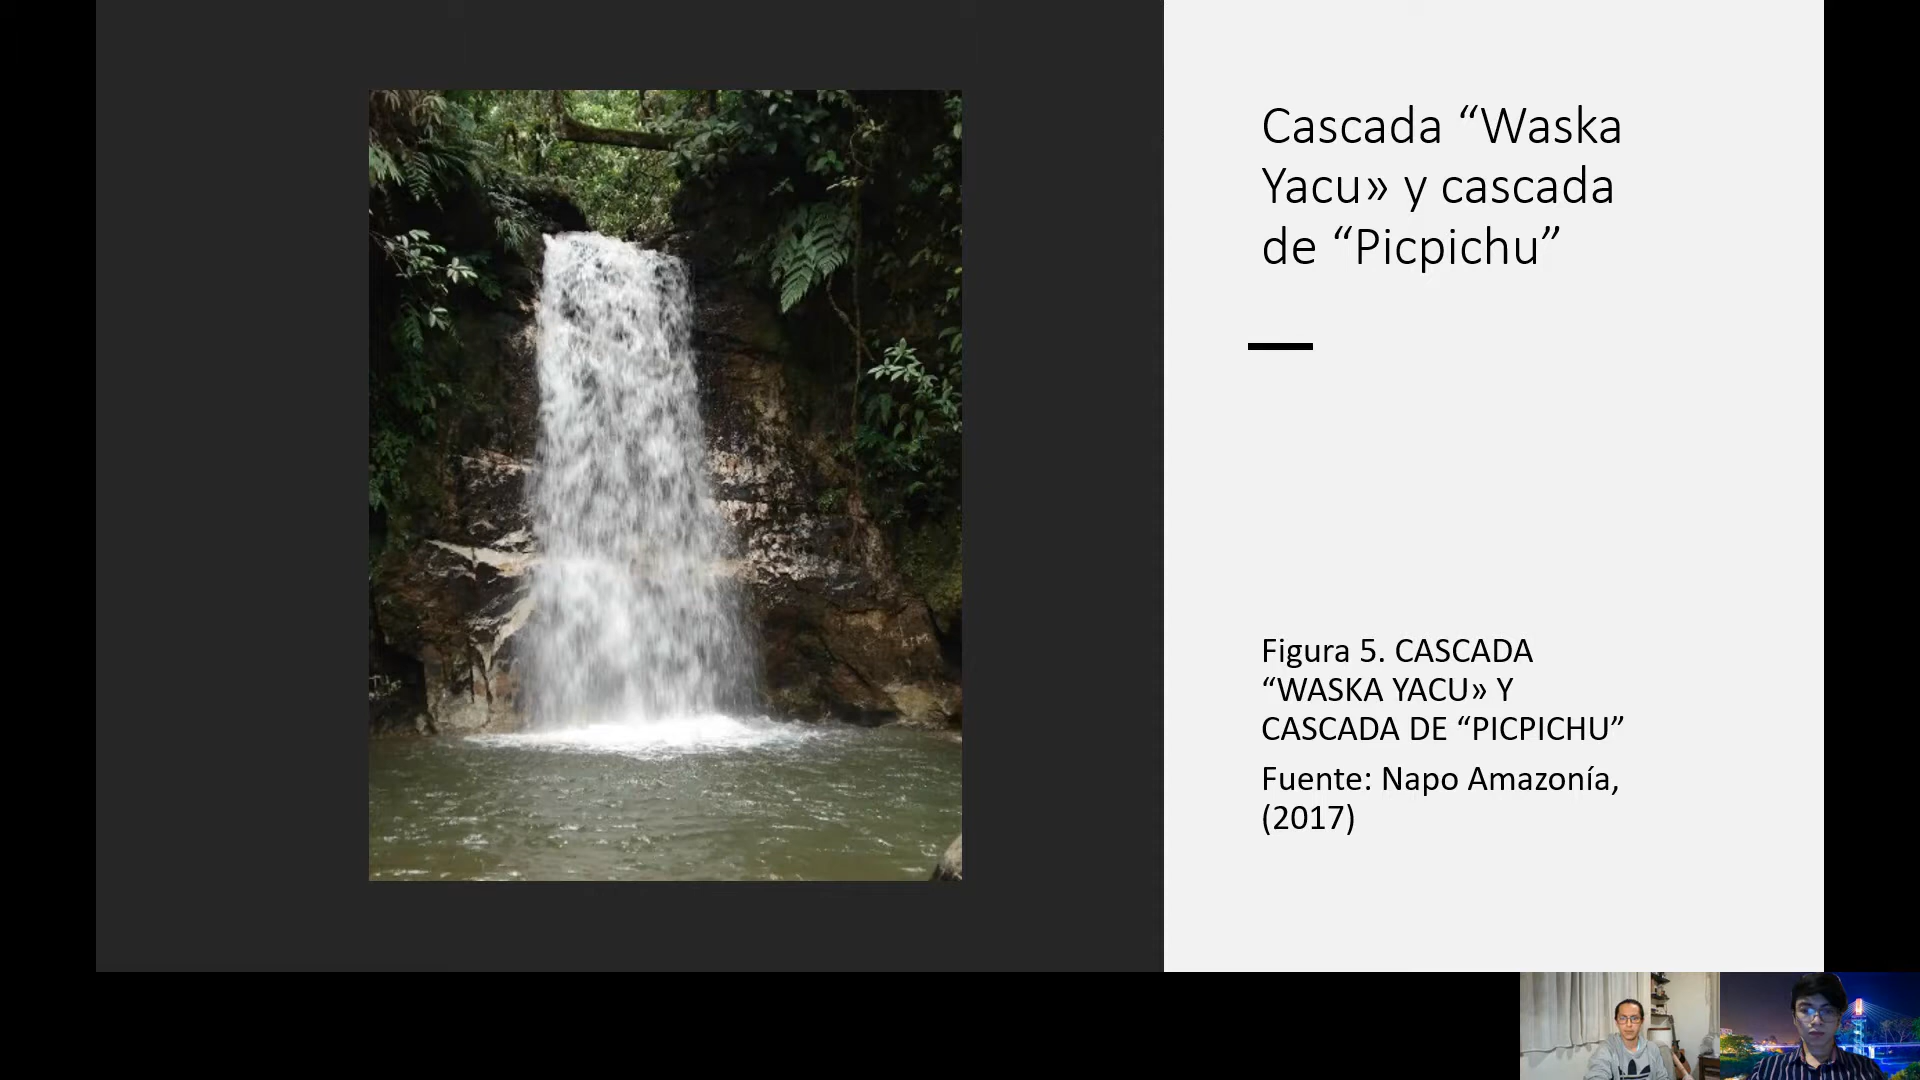 Cascada “Waska
Yacu» y cascada
de “Picpichu”
Figura 5. CASCADA
“WASKA YACU» Y
CASCADA DE “PICPICHU”
Fuente: Napo Amazonía,
(2017)